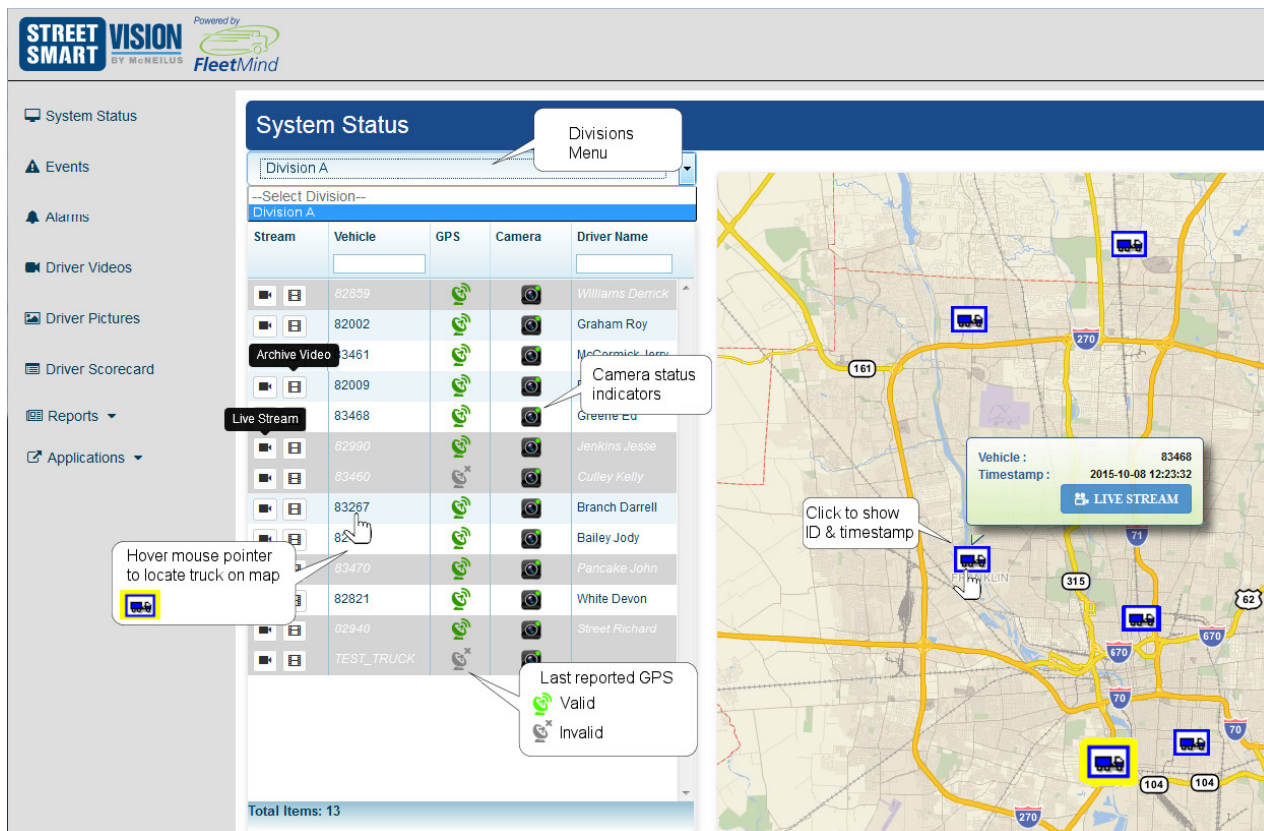 STREET SMART VISION BY McNEILUS
Powered by FleetMind
System Status
Events
Alarms
Driver Videos
Driver Pictures
Driver Scorecard
Reports
Applications
System Status
Divisions Menu
Division A
--Select Division--
Division A
Stream Vehicle GPS Camera Driver Name
82859 Williams Derrick
82002 Graham Roy
Archive Video 83461 McCormick Jerry
82009
Camera status indicators
Live Stream 83468 Greene Ed
82990 Jenkins Jesse
83460 Culley Kelly
83267 Branch Darrell
Bailey Jody
Hover mouse pointer to locate truck on map
83470 Pancake John
82821 White Devon
02940 Street Richard
TEST_TRUCK
Last reported GPS
Valid
Invalid
Total Items: 13
270
161
Vehicle : 83468
Timestamp : 2015-10-08 12:23:32
LIVE STREAM
Click to show ID & timestamp
71
315
62
670
670
70
70
104
104
270